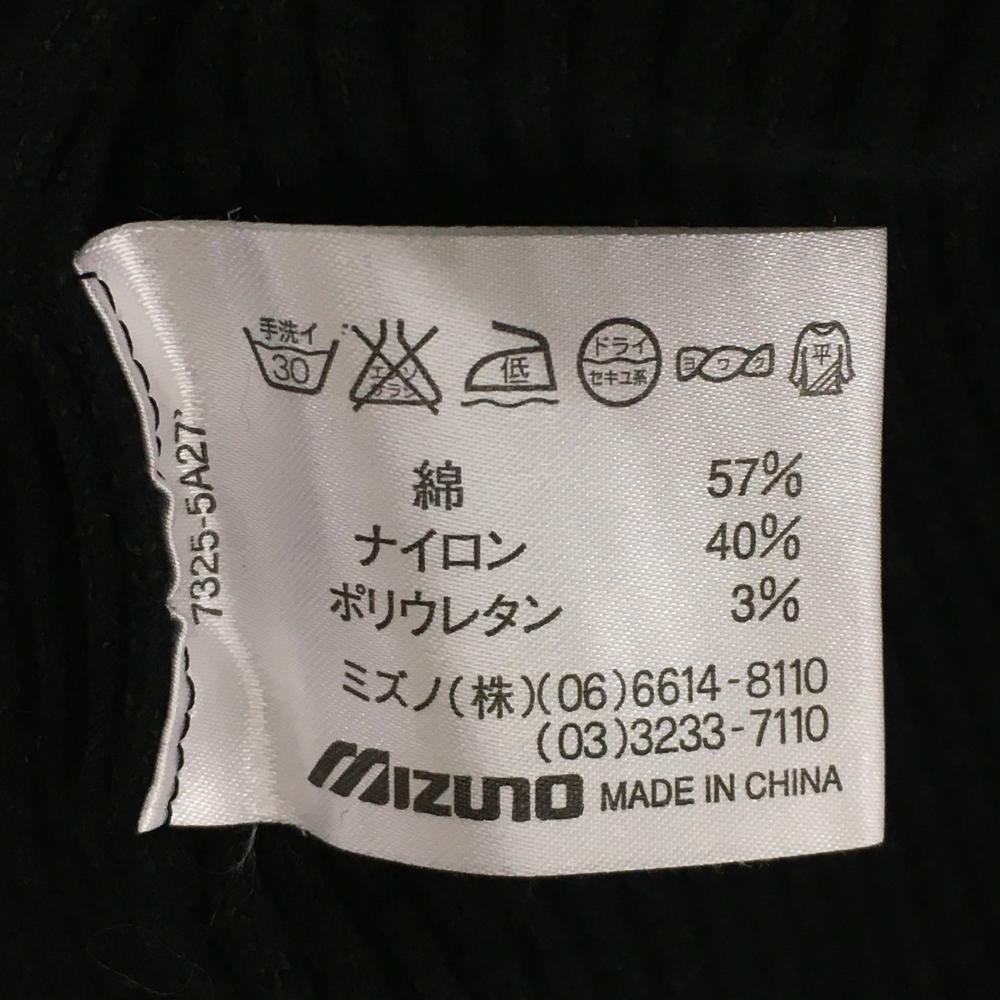 手洗イ 30 エンソ サラシ 低 ドライ セキユ系 ヨワク 平
綿 57%
ナイロン 40%
ポリウレタン 3%
ミズノ(株)(06)6614-8110
(03)3233-7110
MIZUNO MADE IN CHINA
7325-5A27